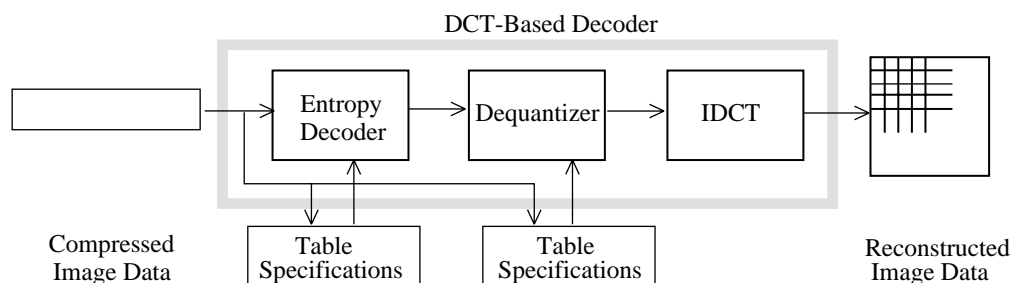 DCT-Based Decoder
Entropy
Decoder
Dequantizer
IDCT
Compressed
Image Data
Table
Specifications
Table
Specifications
Reconstructed
Image Data